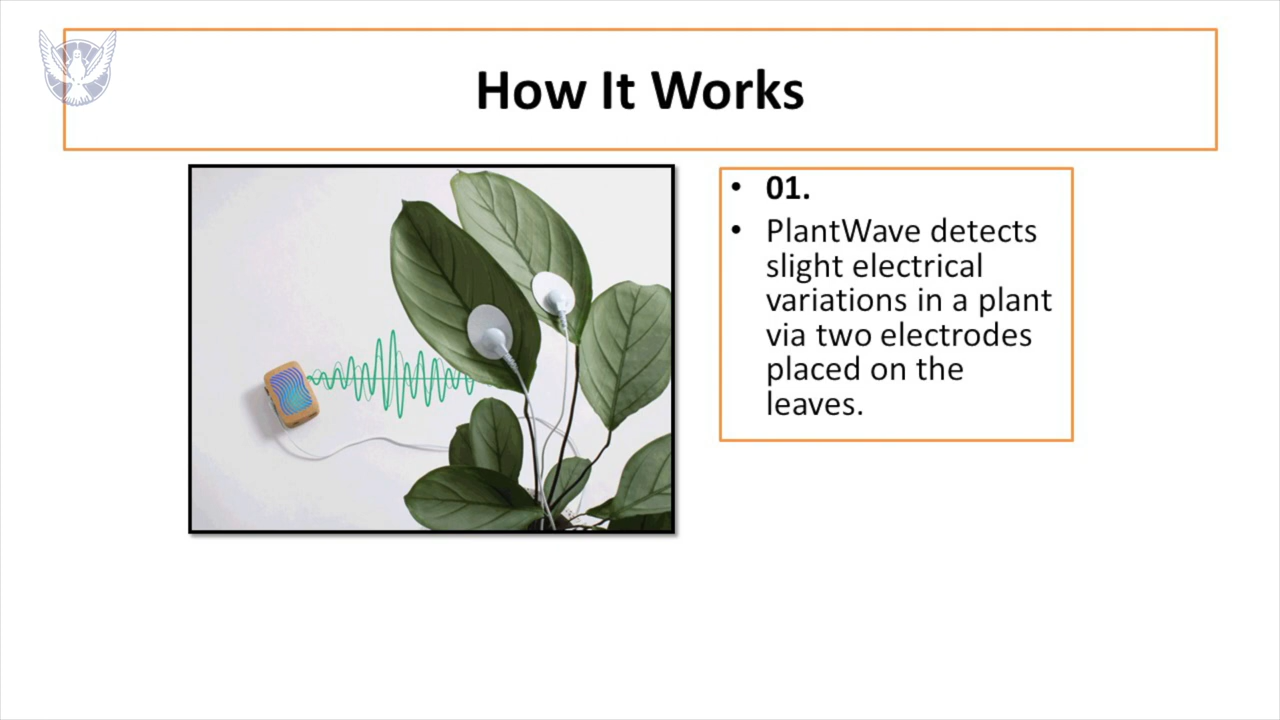 How It Works
• 01.
• PlantWave detects
slight electrical
variations in a plant
via two electrodes
placed on the
leaves.